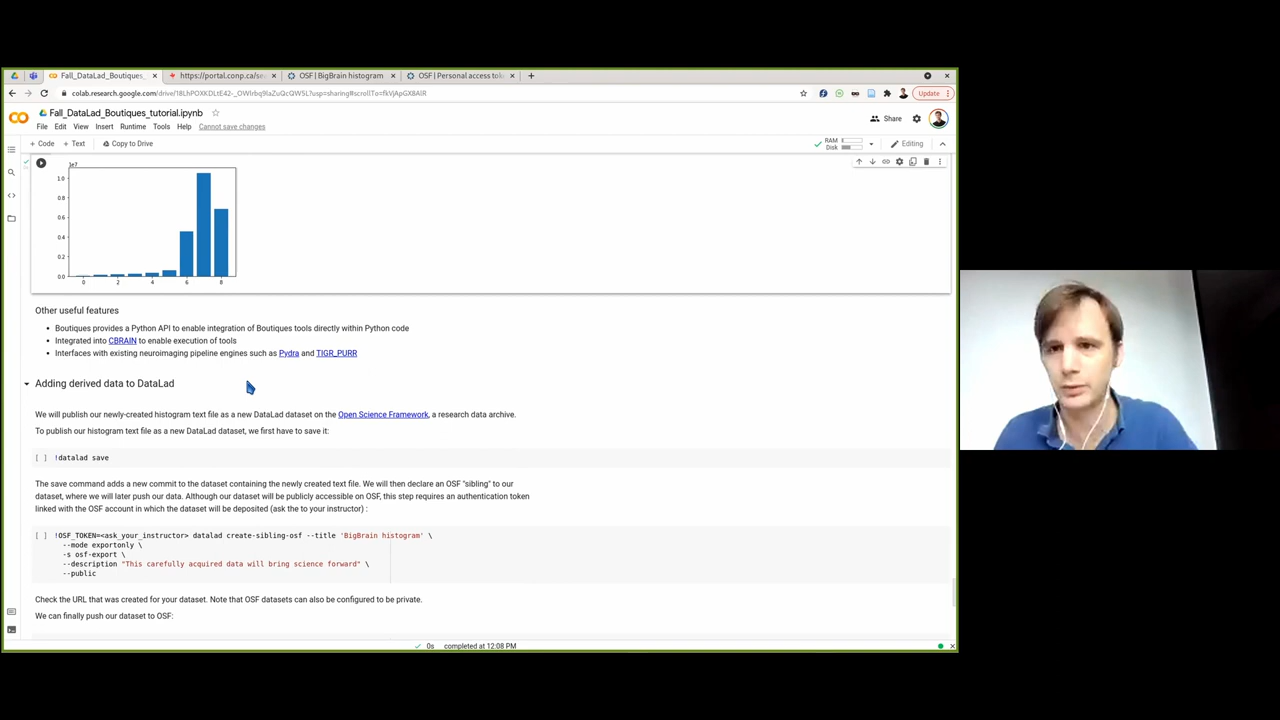 Fall_DataLad_Boutiques_
https://portal.conp.ca/sea
OSF | BigBrain histogram
OSF | Personal access tok
Update
Fall_DataLad_Boutiques_tutorial.ipynb
File Edit View Insert Runtime Tools Help Cannot save changes
Share
+ Code + Text Copy to Drive
RAM
Disk
Editing
1e7
1.0
0.8
0.6
0.4
0.2
0.0
0 2 4 6 8
Other useful features
• Boutiques provides a Python API to enable integration of Boutiques tools directly within Python code
• Integrated into CBRAIN to enable execution of tools
• Interfaces with existing neuroimaging pipeline engines such as Pydra and TIGR_PURR
Adding derived data to DataLad
We will publish our newly-created histogram text file as a new DataLad dataset on the Open Science Framework, a research data archive.
To publish our histogram text file as a new DataLad dataset, we first have to save it:
[ ] !datalad save
The save command adds a new commit to the dataset containing the newly created text file. We will then declare an OSF "sibling" to our
dataset, where we will later push our data. Although our dataset will be publicly accessible on OSF, this step requires an authentication token
linked with the OSF account in which the dataset will be deposited (ask the to your instructor) :
[ ] !OSF_TOKEN=<ask_your_instructor> datalad create-sibling-osf --title 'BigBrain histogram' \
--mode exportonly \
-s osf-export \
--description "This carefully acquired data will bring science forward" \
--public
Check the URL that was created for your dataset. Note that OSF datasets can also be configured to be private.
We can finally push our dataset to OSF:
0s completed at 12:08 PM